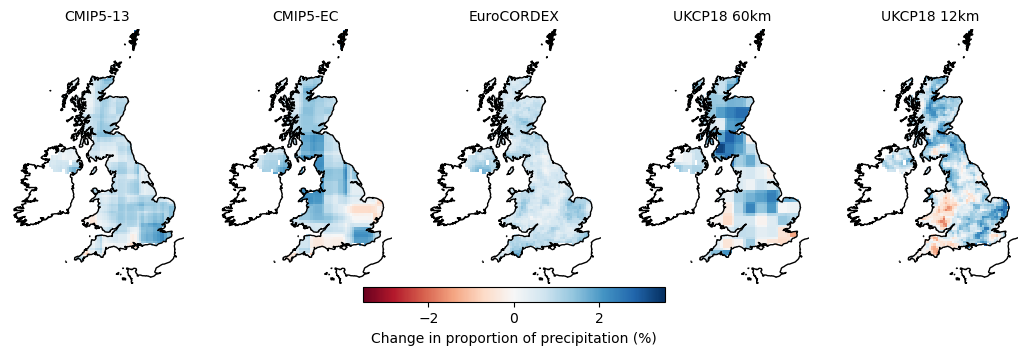 CMIP5-13
CMIP5-EC
EuroCORDEX
UKCP18 60km
UKCP18 12km
−2
0
2
Change in proportion of precipitation (%)